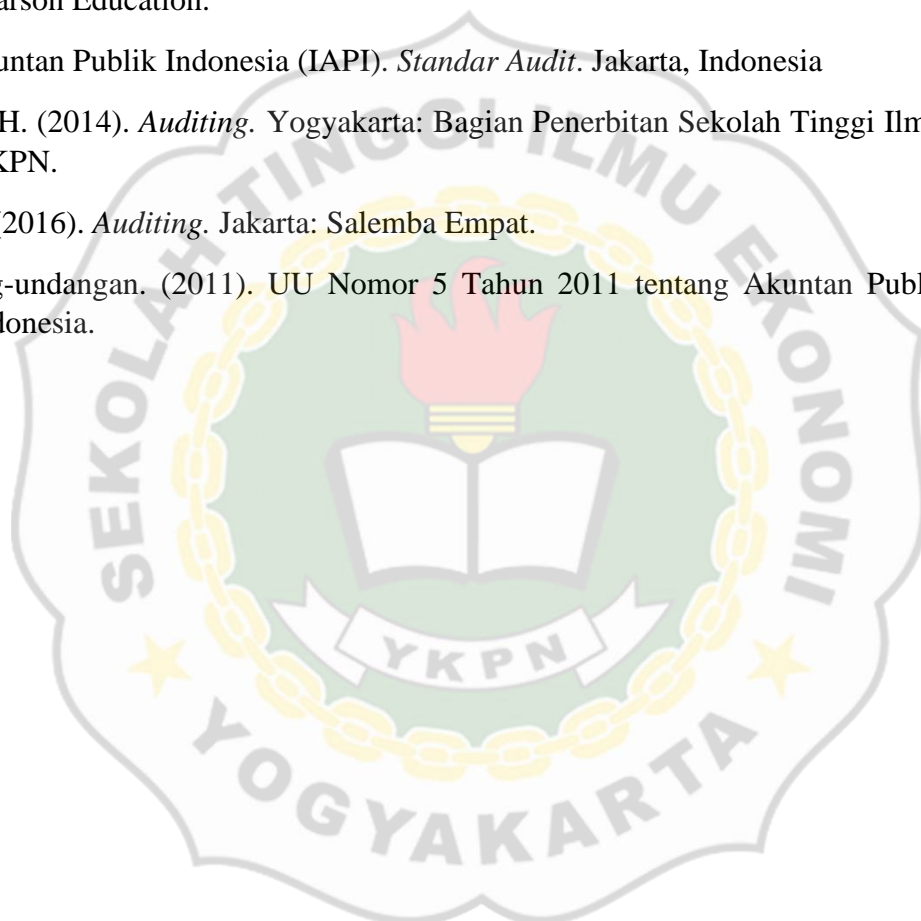 arson Education.
untan Publik Indonesia (IAPI). Standar Audit. Jakarta, Indonesia
H. (2014). Auditing. Yogyakarta: Bagian Penerbitan Sekolah Tinggi Ilm
KPN.
(2016). Auditing. Jakarta: Salemba Empat.
g-undangan. (2011). UU Nomor 5 Tahun 2011 tentang Akuntan Publ
donesia.
SEKOLAH TINGGI ILMU EKONOMI
YKPN
YOGYAKARTA